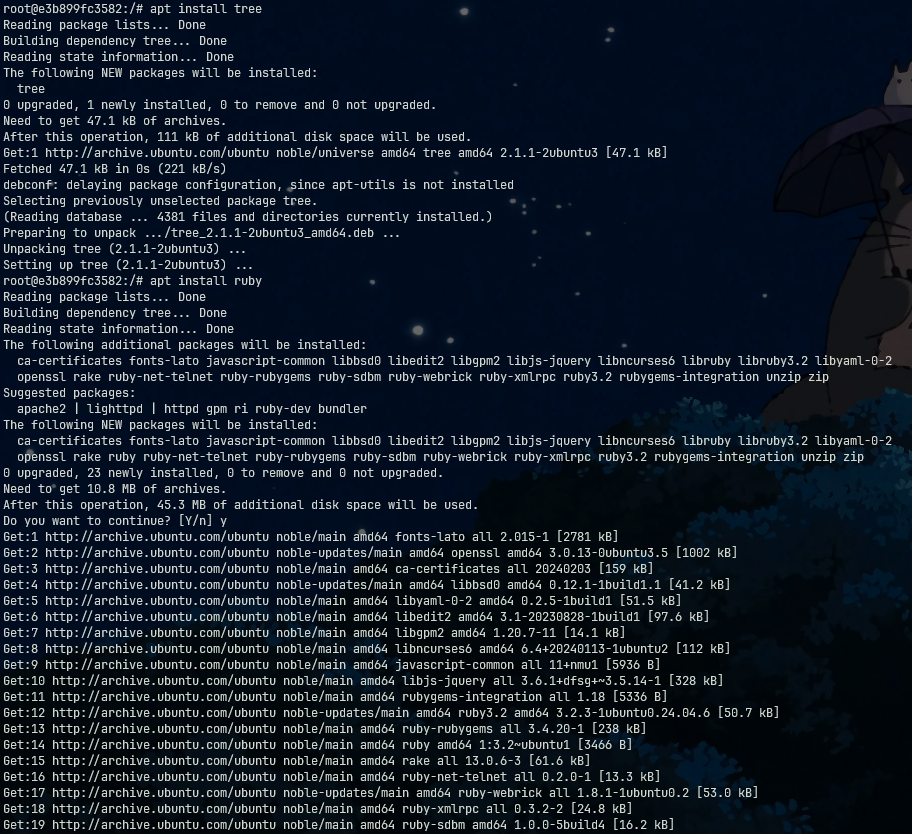 root@e3b899fc3582:/# apt install tree
Reading package lists... Done
Building dependency tree... Done
Reading state information... Done
The following NEW packages will be installed:
  tree
0 upgraded, 1 newly installed, 0 to remove and 0 not upgraded.
Need to get 47.1 kB of archives.
After this operation, 111 kB of additional disk space will be used.
Get:1 http://archive.ubuntu.com/ubuntu noble/universe amd64 tree amd64 2.1.1-2ubuntu3 [47.1 kB]
Fetched 47.1 kB in 0s (221 kB/s)
debconf: delaying package configuration, since apt-utils is not installed
Selecting previously unselected package tree.
(Reading database ... 4381 files and directories currently installed.)
Preparing to unpack .../tree_2.1.1-2ubuntu3_amd64.deb ...
Unpacking tree (2.1.1-2ubuntu3) ...
Setting up tree (2.1.1-2ubuntu3) ...
root@e3b899fc3582:/# apt install ruby
Reading package lists... Done
Building dependency tree... Done
Reading state information... Done
The following additional packages will be installed:
  ca-certificates fonts-lato javascript-common libbsd0 libedit2 libgpm2 libjs-jquery libncurses6 libruby libruby3.2 libyaml-0-2
  openssl rake ruby-net-telnet ruby-rubygems ruby-sdbm ruby-webrick ruby-xmlrpc ruby3.2 rubygems-integration unzip zip
Suggested packages:
  apache2 | lighttpd | httpd gpm ri ruby-dev bundler
The following NEW packages will be installed:
  ca-certificates fonts-lato javascript-common libbsd0 libedit2 libgpm2 libjs-jquery libncurses6 libruby libruby3.2 libyaml-0-2
  openssl rake ruby ruby-net-telnet ruby-rubygems ruby-sdbm ruby-webrick ruby-xmlrpc ruby3.2 rubygems-integration unzip zip
0 upgraded, 23 newly installed, 0 to remove and 0 not upgraded.
Need to get 10.8 MB of archives.
After this operation, 45.3 MB of additional disk space will be used.
Do you want to continue? [Y/n] y
Get:1 http://archive.ubuntu.com/ubuntu noble/main amd64 fonts-lato all 2.015-1 [2781 kB]
Get:2 http://archive.ubuntu.com/ubuntu noble-updates/main amd64 openssl amd64 3.0.13-0ubuntu3.5 [1002 kB]
Get:3 http://archive.ubuntu.com/ubuntu noble/main amd64 ca-certificates all 20240203 [159 kB]
Get:4 http://archive.ubuntu.com/ubuntu noble-updates/main amd64 libbsd0 amd64 0.12.1-1build1.1 [41.2 kB]
Get:5 http://archive.ubuntu.com/ubuntu noble/main amd64 libyaml-0-2 amd64 0.2.5-1build1 [51.5 kB]
Get:6 http://archive.ubuntu.com/ubuntu noble/main amd64 libedit2 amd64 3.1-20230828-1build1 [97.6 kB]
Get:7 http://archive.ubuntu.com/ubuntu noble/main amd64 libgpm2 amd64 1.20.7-11 [14.1 kB]
Get:8 http://archive.ubuntu.com/ubuntu noble/main amd64 libncurses6 amd64 6.4+20240113-1ubuntu2 [112 kB]
Get:9 http://archive.ubuntu.com/ubuntu noble/main amd64 javascript-common all 11+nmu1 [5936 B]
Get:10 http://archive.ubuntu.com/ubuntu noble/main amd64 libjs-jquery all 3.6.1+dfsg+~3.5.14-1 [328 kB]
Get:11 http://archive.ubuntu.com/ubuntu noble/main amd64 rubygems-integration all 1.18 [5336 B]
Get:12 http://archive.ubuntu.com/ubuntu noble-updates/main amd64 ruby3.2 amd64 3.2.3-1ubuntu0.24.04.6 [50.7 kB]
Get:13 http://archive.ubuntu.com/ubuntu noble/main amd64 ruby-rubygems all 3.4.20-1 [238 kB]
Get:14 http://archive.ubuntu.com/ubuntu noble/main amd64 ruby amd64 1:3.2~ubuntu1 [3466 B]
Get:15 http://archive.ubuntu.com/ubuntu noble/main amd64 rake all 13.0.6-3 [61.6 kB]
Get:16 http://archive.ubuntu.com/ubuntu noble/main amd64 ruby-net-telnet all 0.2.0-1 [13.3 kB]
Get:17 http://archive.ubuntu.com/ubuntu noble-updates/main amd64 ruby-webrick all 1.8.1-1ubuntu0.2 [53.0 kB]
Get:18 http://archive.ubuntu.com/ubuntu noble/main amd64 ruby-xmlrpc all 0.3.2-2 [24.8 kB]
Get:19 http://archive.ubuntu.com/ubuntu noble/main amd64 ruby-sdbm amd64 1.0.0-5build4 [16.2 kB]